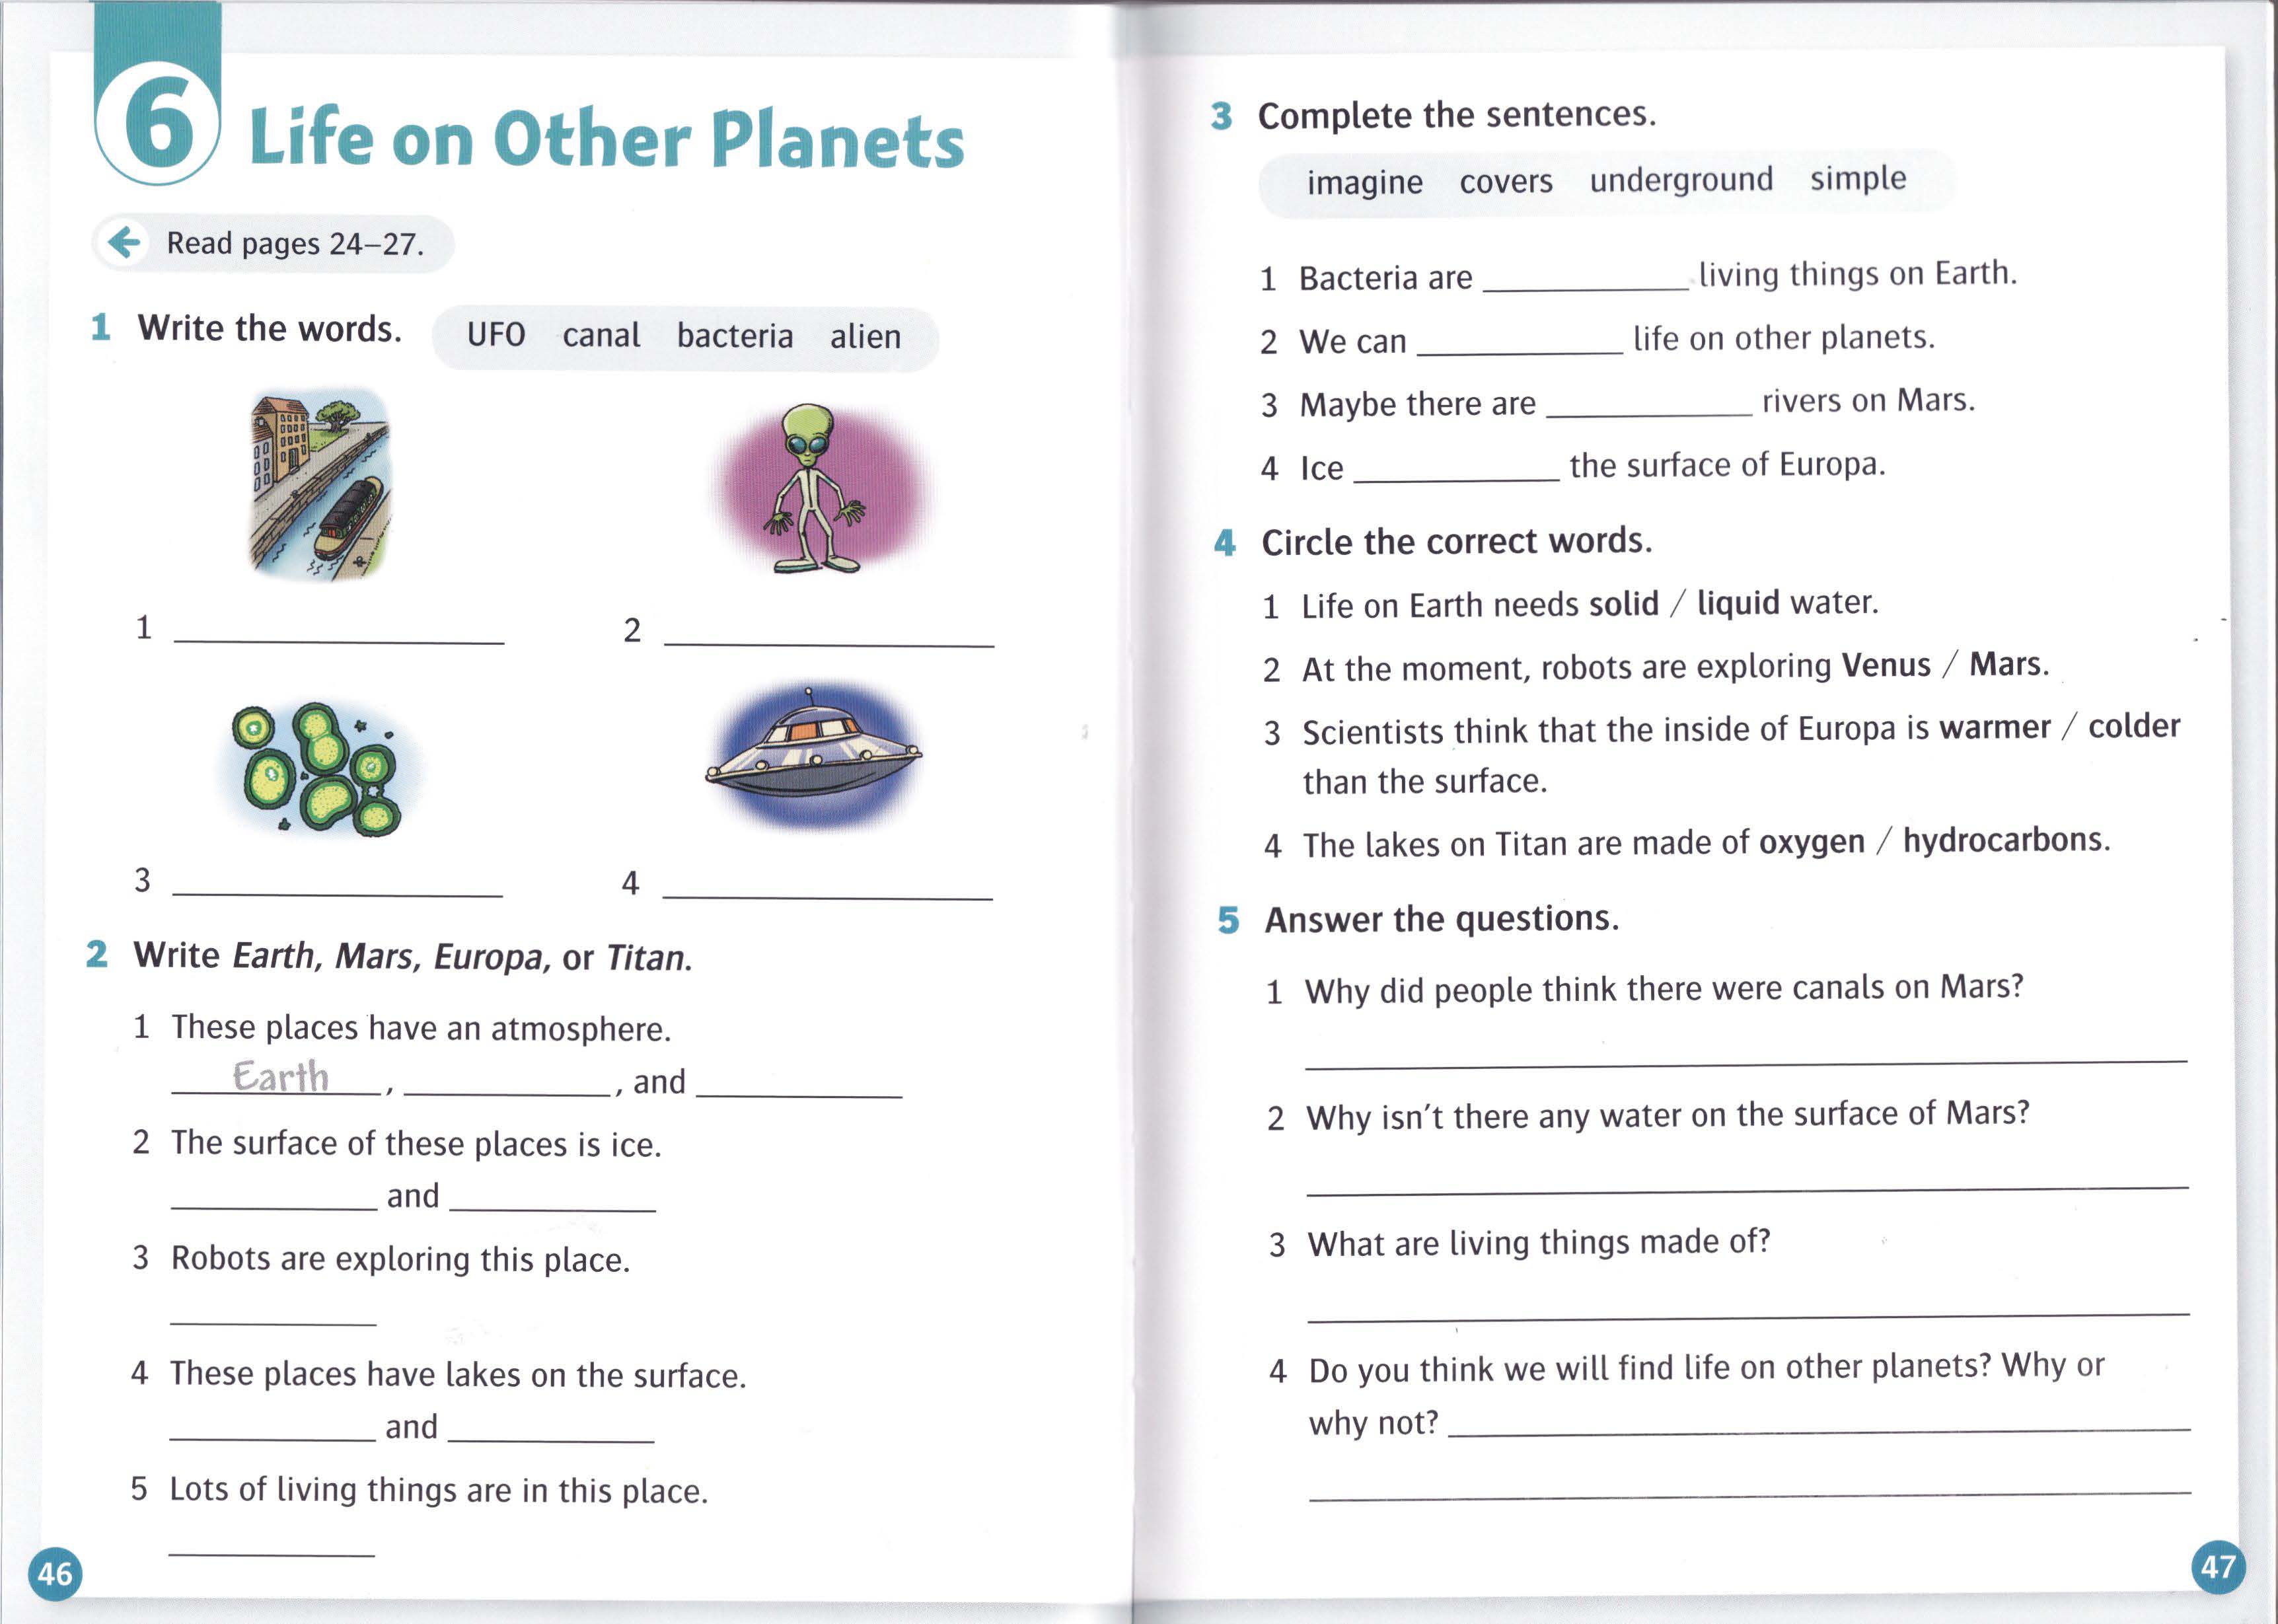 6 Life on Other Planets
← Read pages 24–27.
1 Write the words.
UFO canal bacteria alien
1 ____________ 2 ____________
3 ____________ 4 ____________
2 Write Earth, Mars, Europa, or Titan.
1 These places have an atmosphere.
Earth, ____________, and ____________
2 The surface of these places is ice.
____________ and ____________
3 Robots are exploring this place.
____________
4 These places have lakes on the surface.
____________ and ____________
5 Lots of living things are in this place.
____________
46
3 Complete the sentences.
imagine covers underground simple
1 Bacteria are ____________ living things on Earth.
2 We can ____________ life on other planets.
3 Maybe there are ____________ rivers on Mars.
4 Ice ____________ the surface of Europa.
4 Circle the correct words.
1 Life on Earth needs solid / liquid water.
2 At the moment, robots are exploring Venus / Mars.
3 Scientists think that the inside of Europa is warmer / colder
than the surface.
4 The lakes on Titan are made of oxygen / hydrocarbons.
5 Answer the questions.
1 Why did people think there were canals on Mars?
2 Why isn't there any water on the surface of Mars?
3 What are living things made of?
4 Do you think we will find life on other planets? Why or
why not? ____________
47